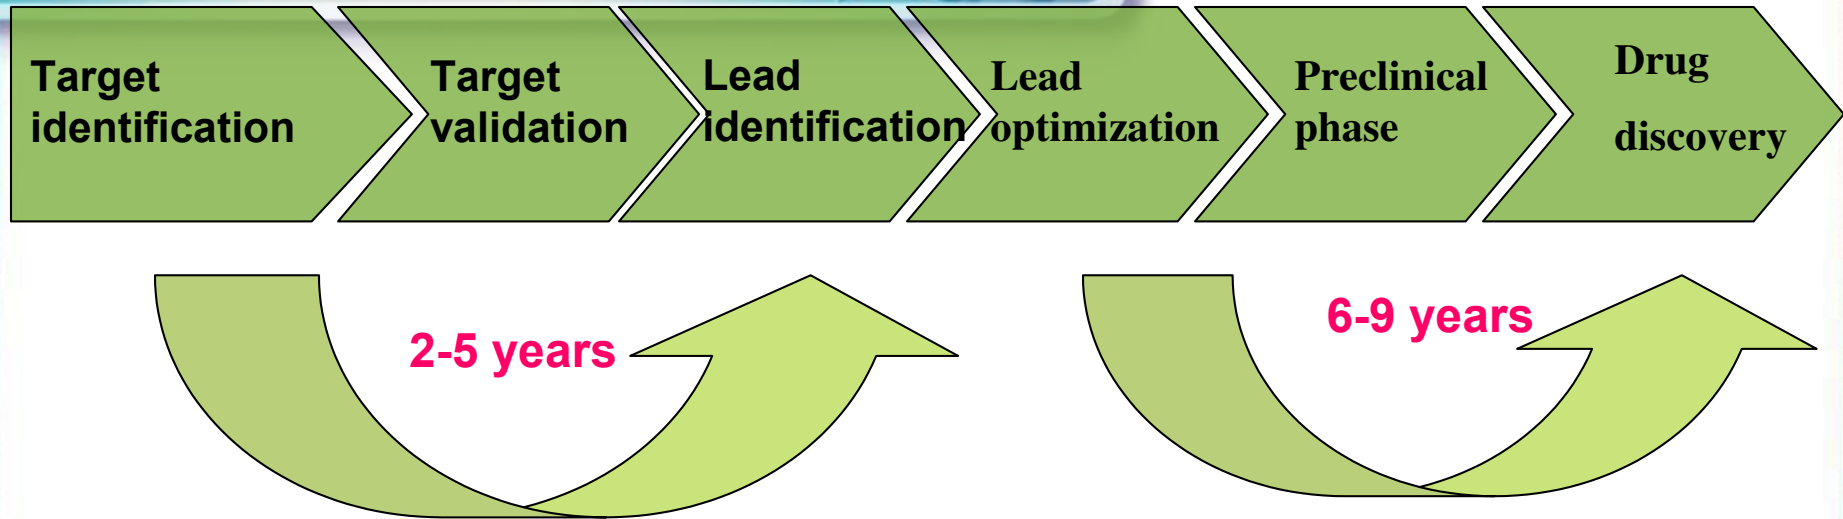 Target
identification
Target
validation
Lead
identification
Lead
optimization
Preclinical
phase
Drug
discovery
2-5 years
6-9 years